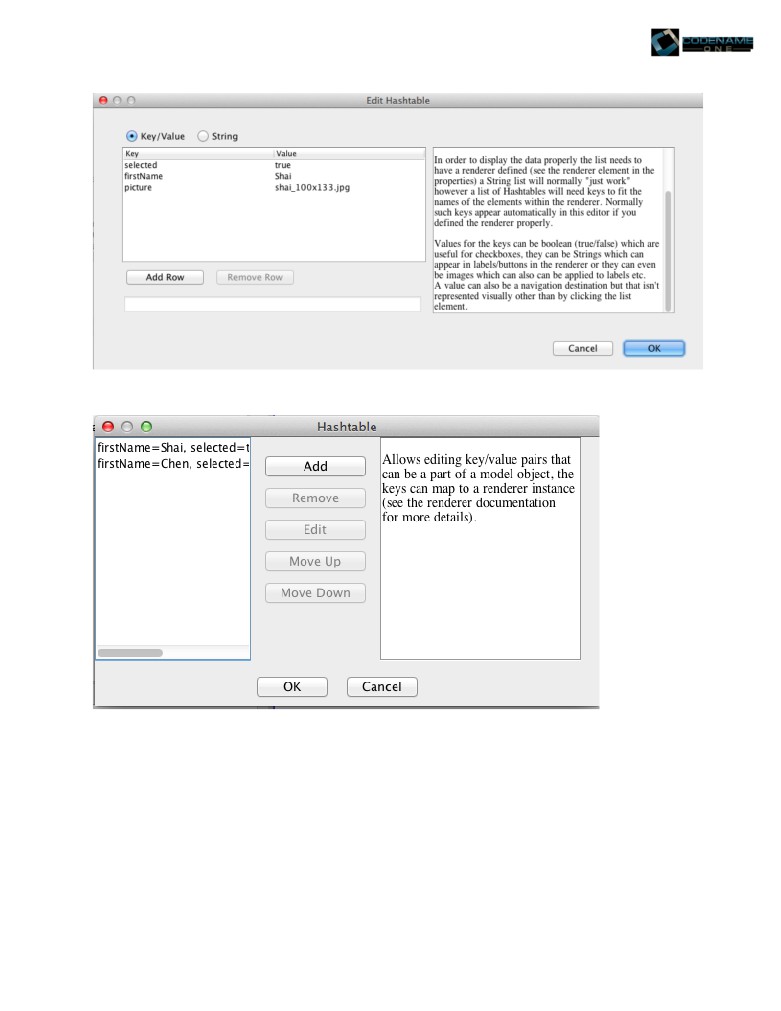 CODENAME
ONE
Edit Hashtable
Key/Value String
Key Value
selected true
firstName Shai
picture shai_100x133.jpg
Add Row Remove Row
In order to display the data properly the list needs to
have a renderer defined (see the renderer element in the
properties) a String list will normally "just work"
however a list of Hashtables will need keys to fit the
names of the elements within the renderer. Normally
such keys appear automatically in this editor if you
defined the renderer properly.
Values for the keys can be boolean (true/false) which are
useful for checkboxes, they can be Strings which can
appear in labels/buttons in the renderer or they can even
be images which can also can be applied to labels etc.
A value can also be a navigation destination but that isn't
represented visually other than by clicking the list
element.
Cancel OK
Hashtable
firstName=Shai, selected=t
firstName=Chen, selected=
Add
Remove
Edit
Move Up
Move Down
Allows editing key/value pairs that
can be a part of a model object, the
keys can map to a renderer instance
(see the renderer documentation
for more details).
OK Cancel